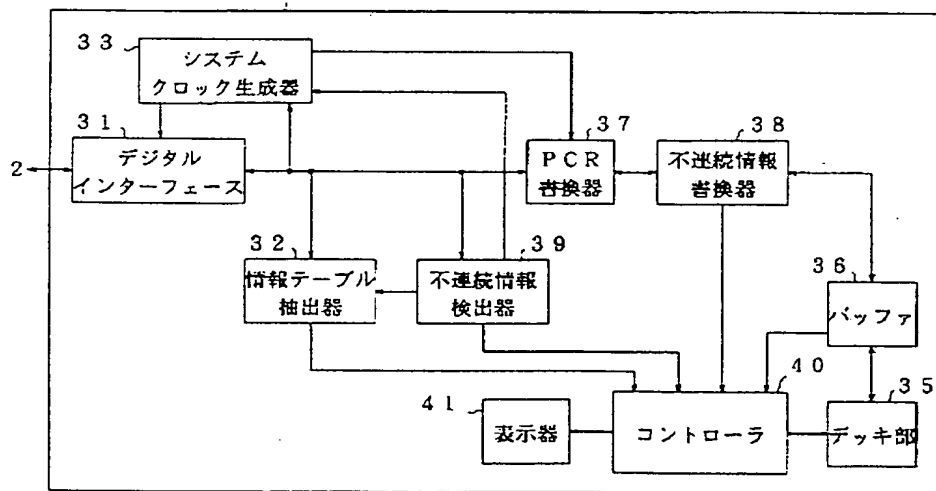 33
システム
クロック生成器
31
デジタル
インターフェース
2
37
PCR
書換器
38
不連続情報
書換器
32
情報テーブル
抽出器
39
不連続情報
検出器
36
バッファ
40
コントローラ
41
表示器
35
デッキ部